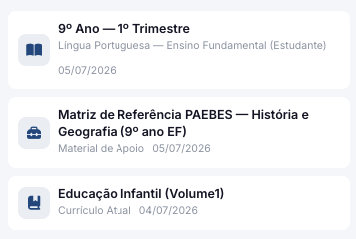 9º Ano — 1º Trimestre
Língua Portuguesa — Ensino Fundamental (Estudante)
05/07/2026
Matriz de Referência PAEBES — História e
Geografia (9º ano EF)
Material de Apoio 05/07/2026
Educação Infantil (Volume1)
Currículo Atual 04/07/2026